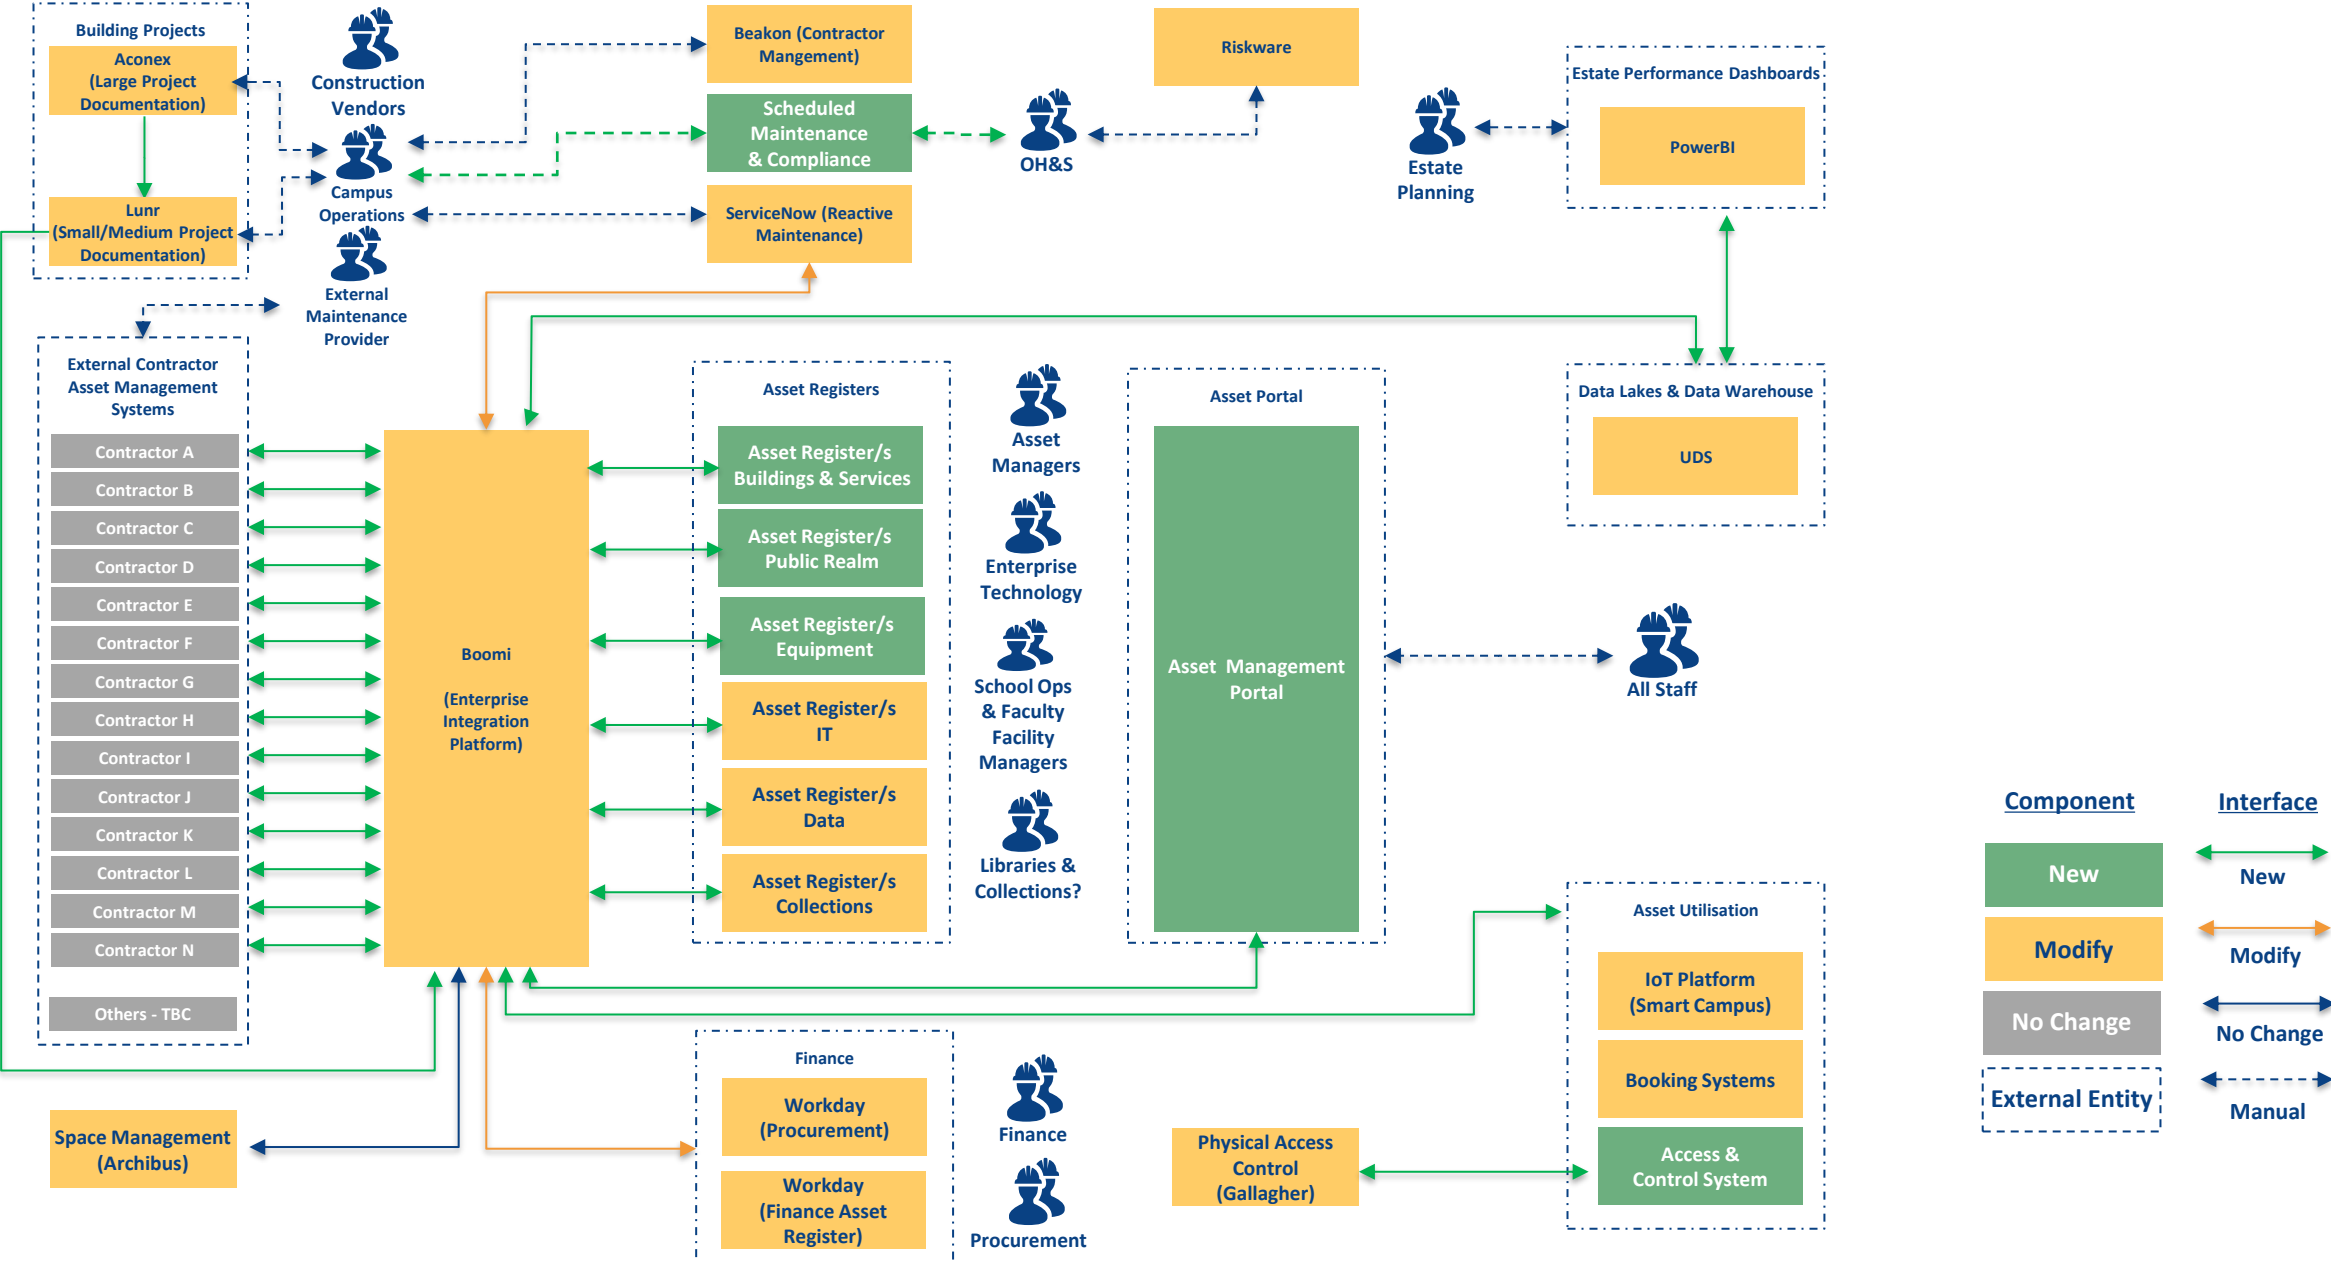 Building Projects
Aconex
(Large Project
Documentation)
Lunr
(Small/Medium Project
Documentation)
Construction
Vendors
Campus
Operations
External
Maintenance
Provider
Beakon (Contractor
Mangement)
Scheduled
Maintenance
& Compliance
ServiceNow (Reactive
Maintenance)
OH&S
Riskware
Estate
Planning
Estate Performance Dashboards
PowerBI
External Contractor
Asset Management
Systems
Contractor A
Contractor B
Contractor C
Contractor D
Contractor E
Contractor F
Contractor G
Contractor H
Contractor I
Contractor J
Contractor K
Contractor L
Contractor M
Contractor N
Others - TBC
Boomi
(Enterprise
Integration
Platform)
Asset Registers
Asset Register/s
Buildings & Services
Asset Register/s
Public Realm
Asset Register/s
Equipment
Asset Register/s
IT
Asset Register/s
Data
Asset Register/s
Collections
Asset
Managers
Enterprise
Technology
School Ops
& Faculty
Facility
Managers
Libraries &
Collections?
Asset Portal
Asset Management
Portal
Data Lakes & Data Warehouse
UDS
All Staff
Asset Utilisation
IoT Platform
(Smart Campus)
Booking Systems
Access &
Control System
Physical Access
Control
(Gallagher)
Space Management
(Archibus)
Finance
Workday
(Procurement)
Workday
(Finance Asset
Register)
Finance
Procurement
Component
New
Modify
No Change
External Entity
Interface
New
Modify
No Change
Manual